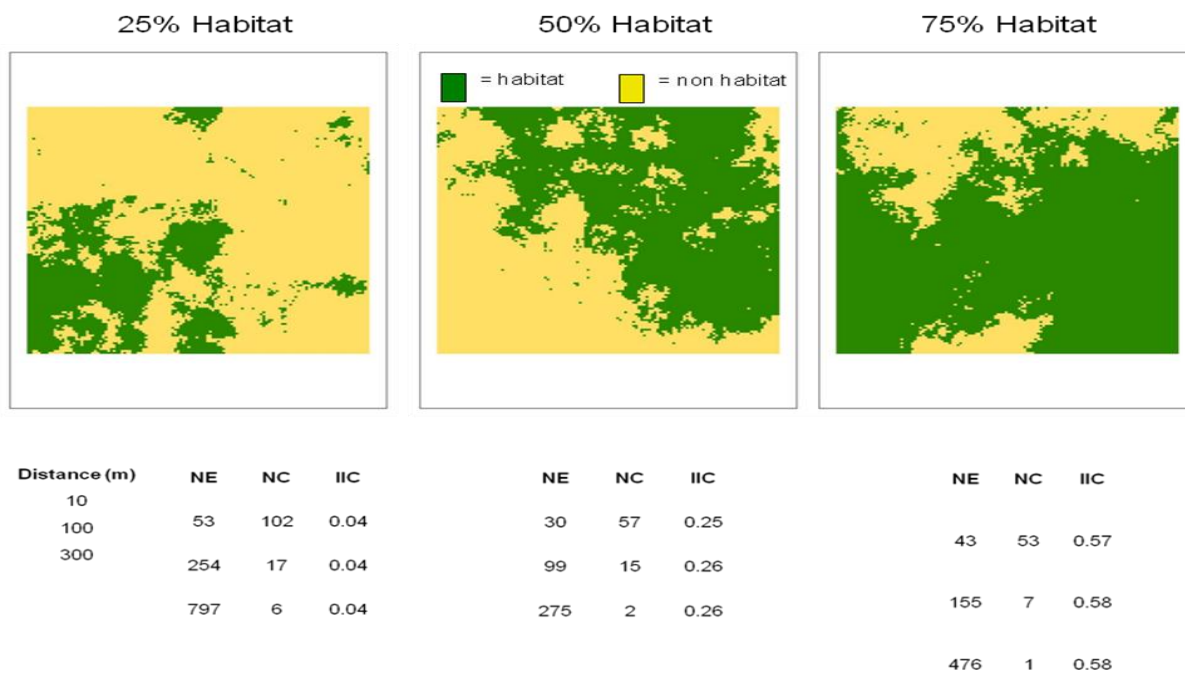 25% Habitat
50% Habitat
75% Habitat
= habitat
= non habitat
Distance (m)
10
100
300
NE NC IIC
53 102 0.04
254 17 0.04
797 6 0.04
NE NC IIC
30 57 0.25
99 15 0.26
275 2 0.26
NE NC IIC
43 53 0.57
155 7 0.58
476 1 0.58